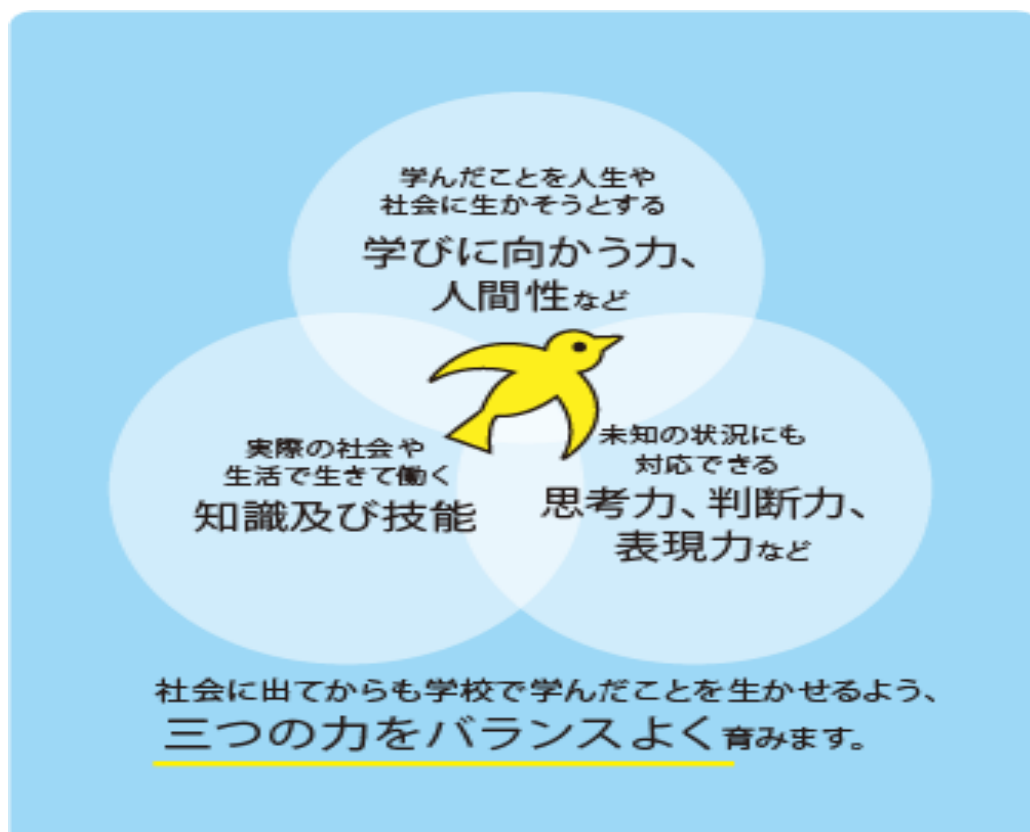 学んだことを人生や
社会に生かそうとする
学びに向かう力、
人間性など
実際の社会や
生活で生きて働く
知識及び技能
未知の状況にも
対応できる
思考力、判断力、
表現力など
社会に出てからも学校で学んだことを生かせるよう、
三つの力をバランスよく育みます。